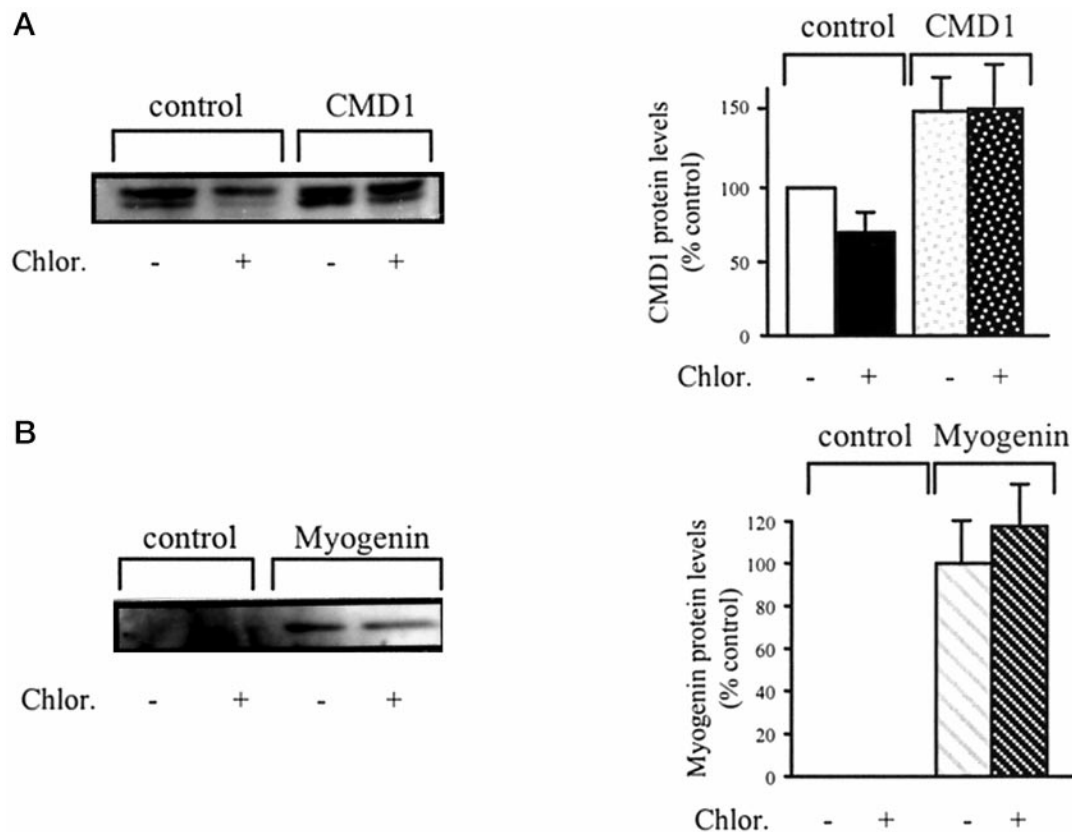 A
control CMD1
Chlor. - + - +
control CMD1
CMD1 protein levels
(% control)
150
100
50
0
Chlor. - + - +
B
control Myogenin
Chlor. - + - +
control Myogenin
Myogenin protein levels
(% control)
120
100
80
60
40
20
0
Chlor. - + - +